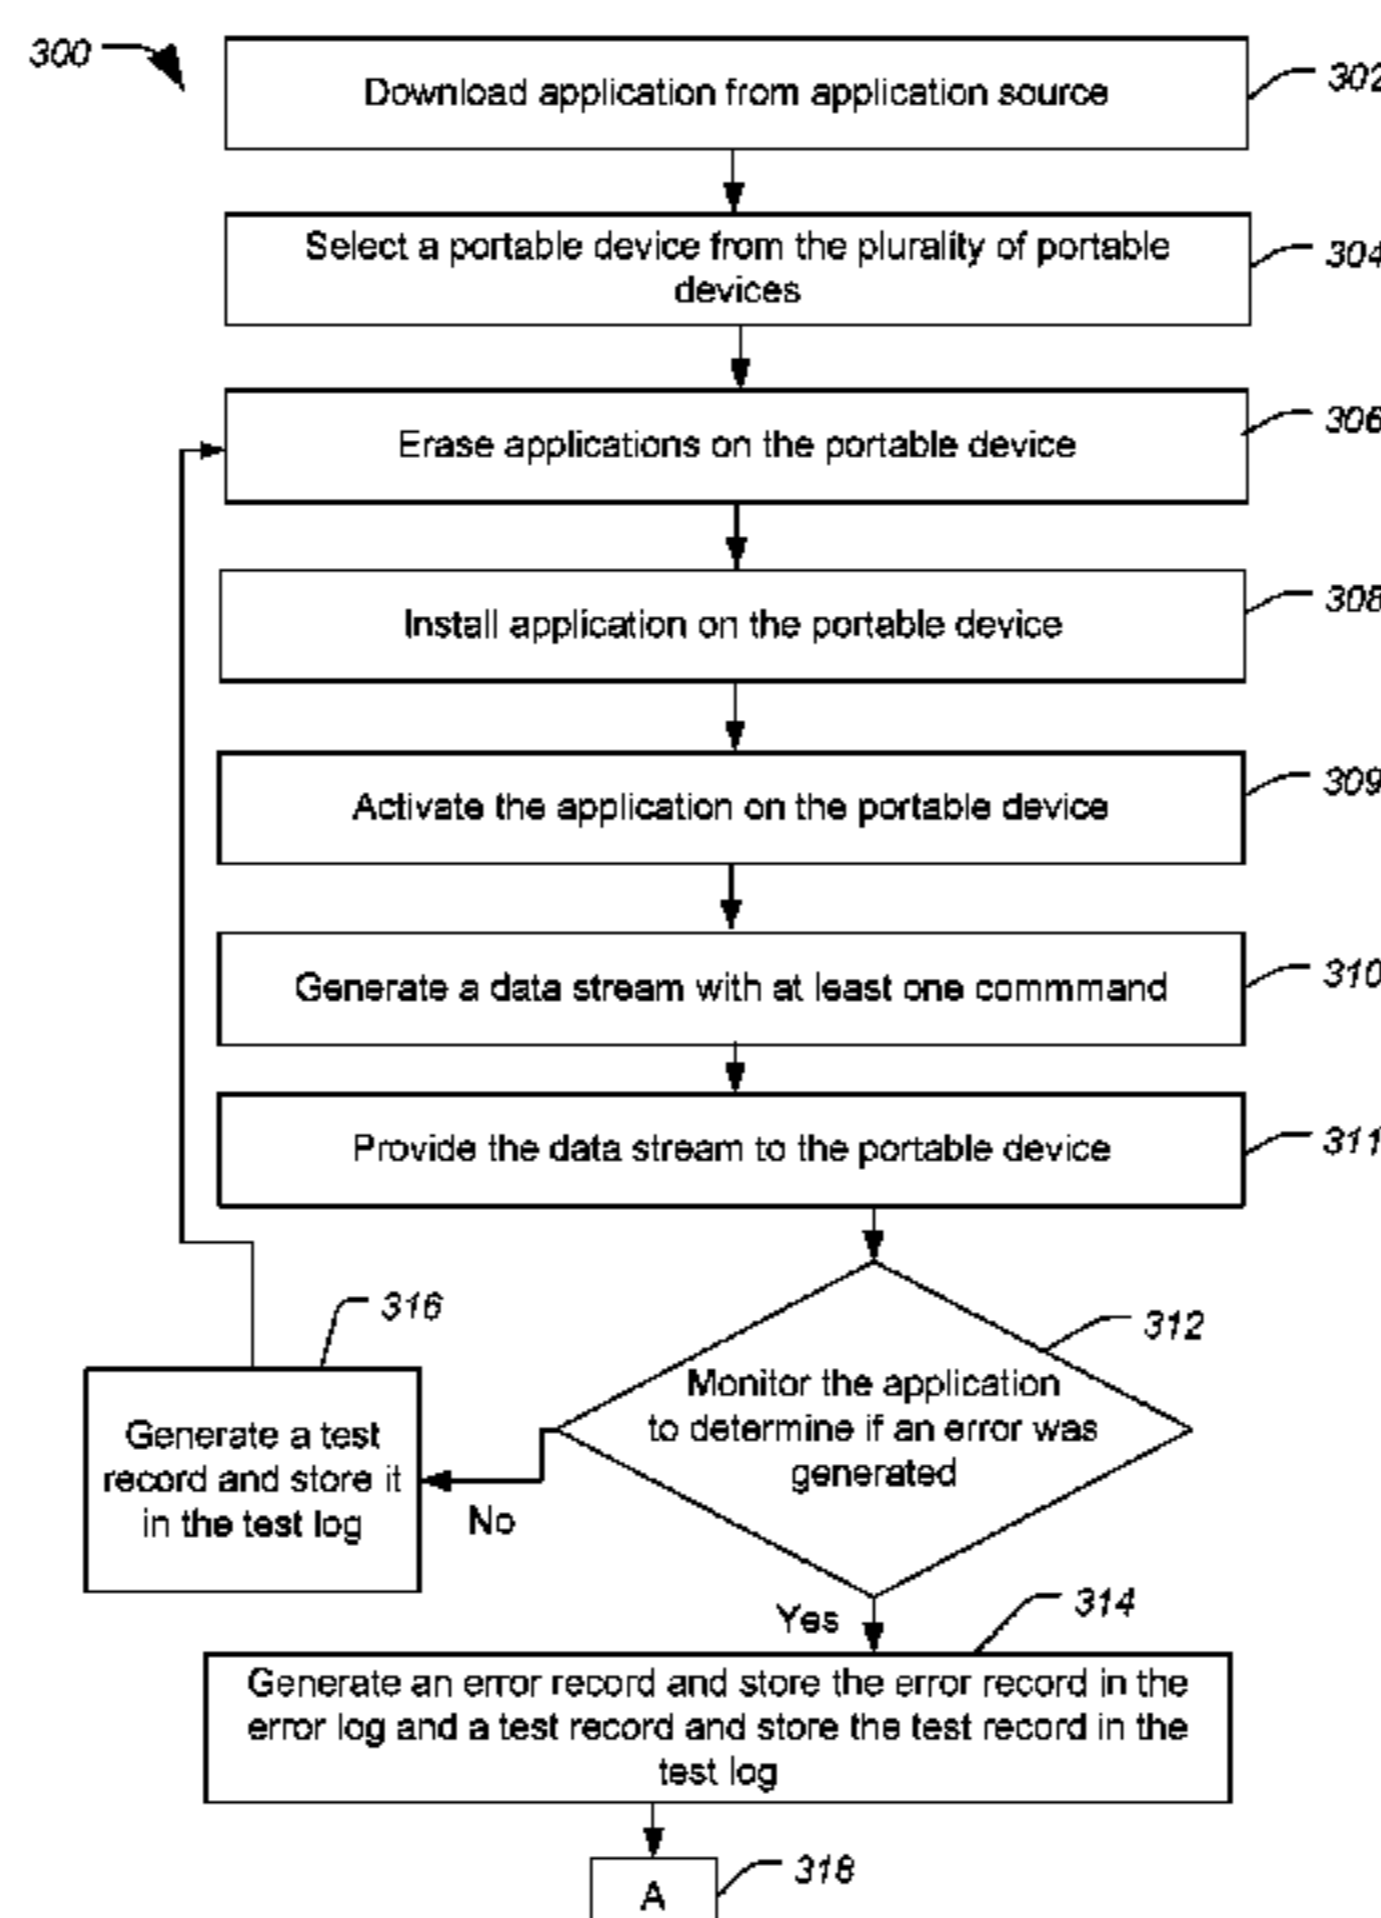 300
Download application from application source
302
Select a portable device from the plurality of portable
devices
304
Erase applications on the portable device
306
Install application on the portable device
308
Activate the application on the portable device
309
Generate a data stream with at least one commmand
310
Provide the data stream to the portable device
311
316
312
Monitor the application
to determine if an error was
generated
Generate a test
record and store it
in the test log
No
Yes
314
Generate an error record and store the error record in the
error log and a test record and store the test record in the
test log
A
318